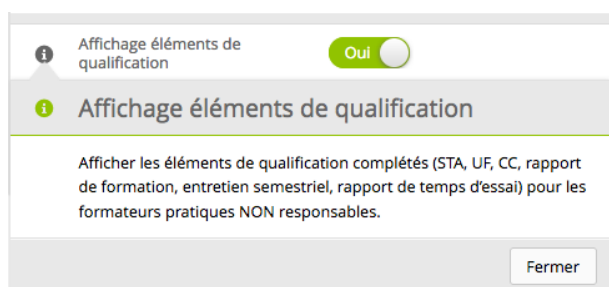 Affichage éléments de
qualification
Oui
Affichage éléments de qualification
Afficher les éléments de qualification complétés (STA, UF, CC, rapport
de formation, entretien semestriel, rapport de temps d'essai) pour les
formateurs pratiques NON responsables.
Fermer